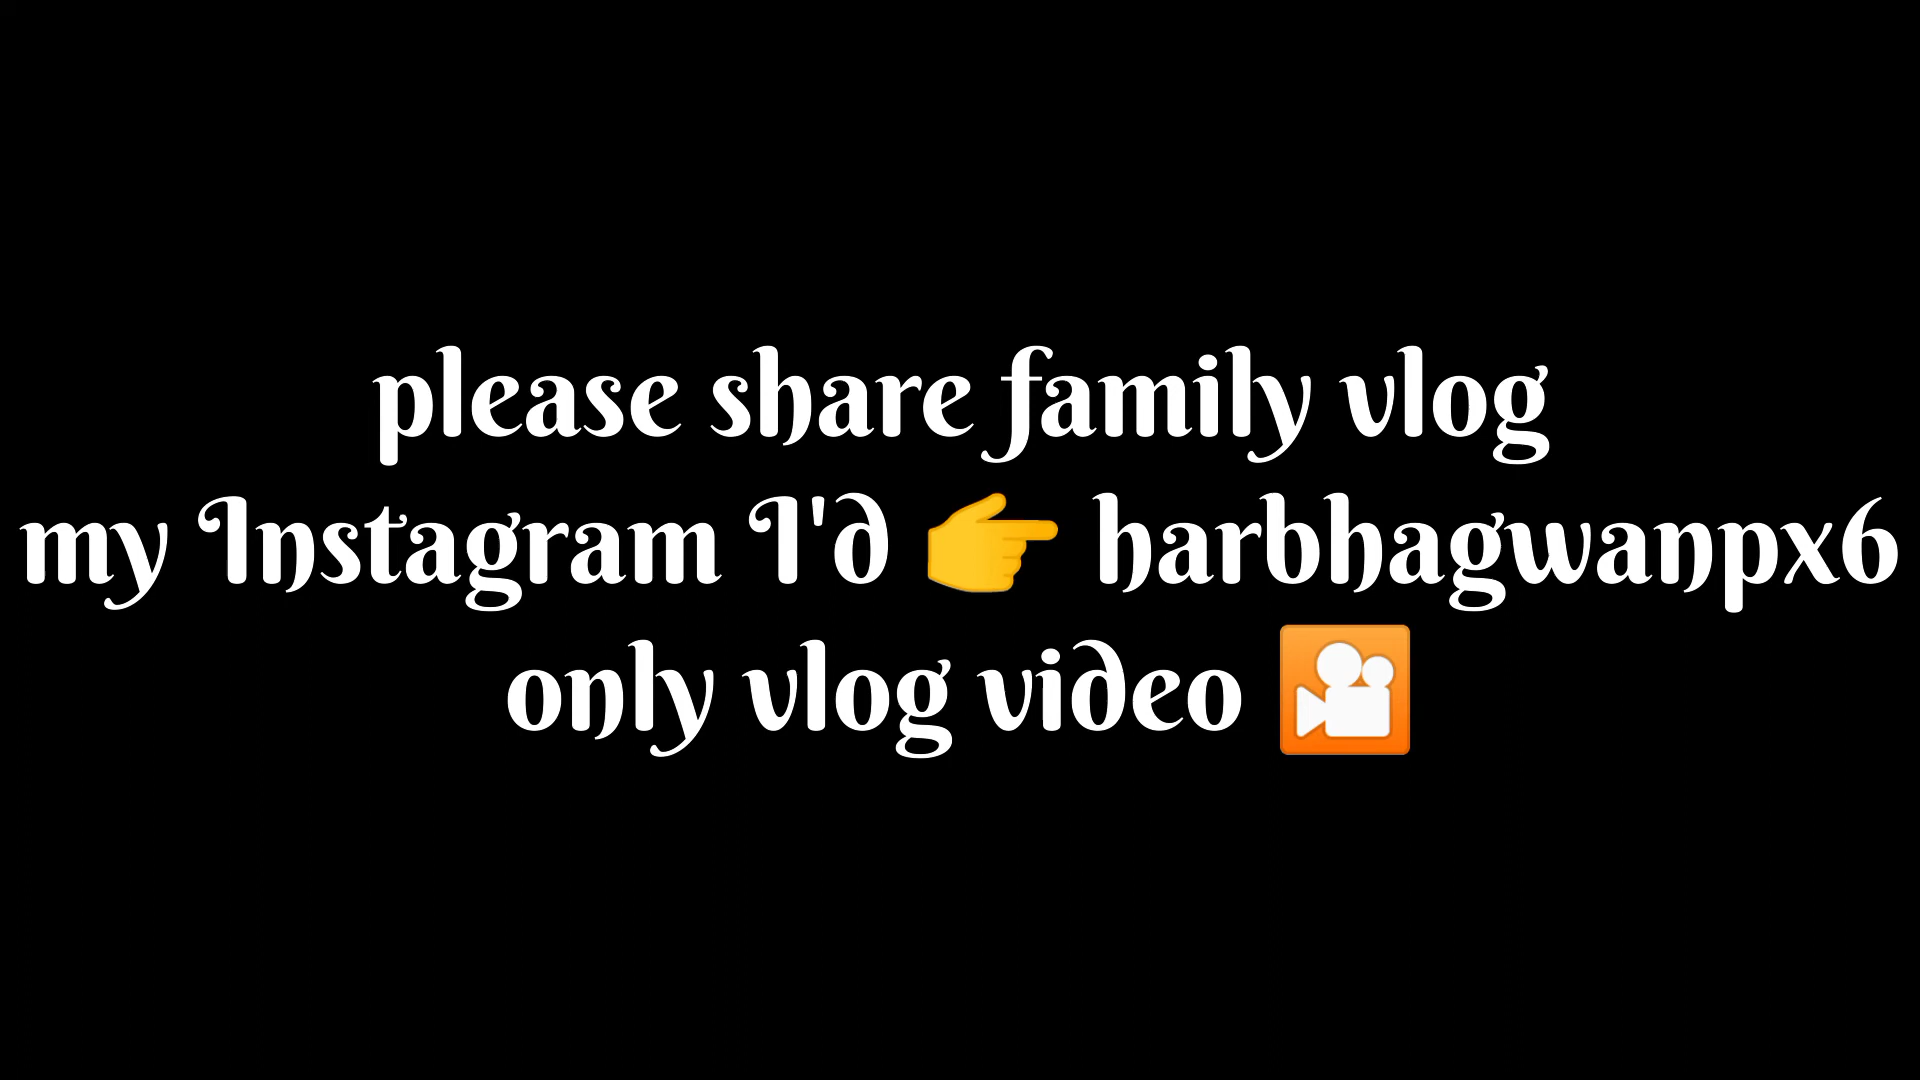 please share family vlog
my Instagram I'd 👉 harbhagwanpx6
only vlog video 🎦